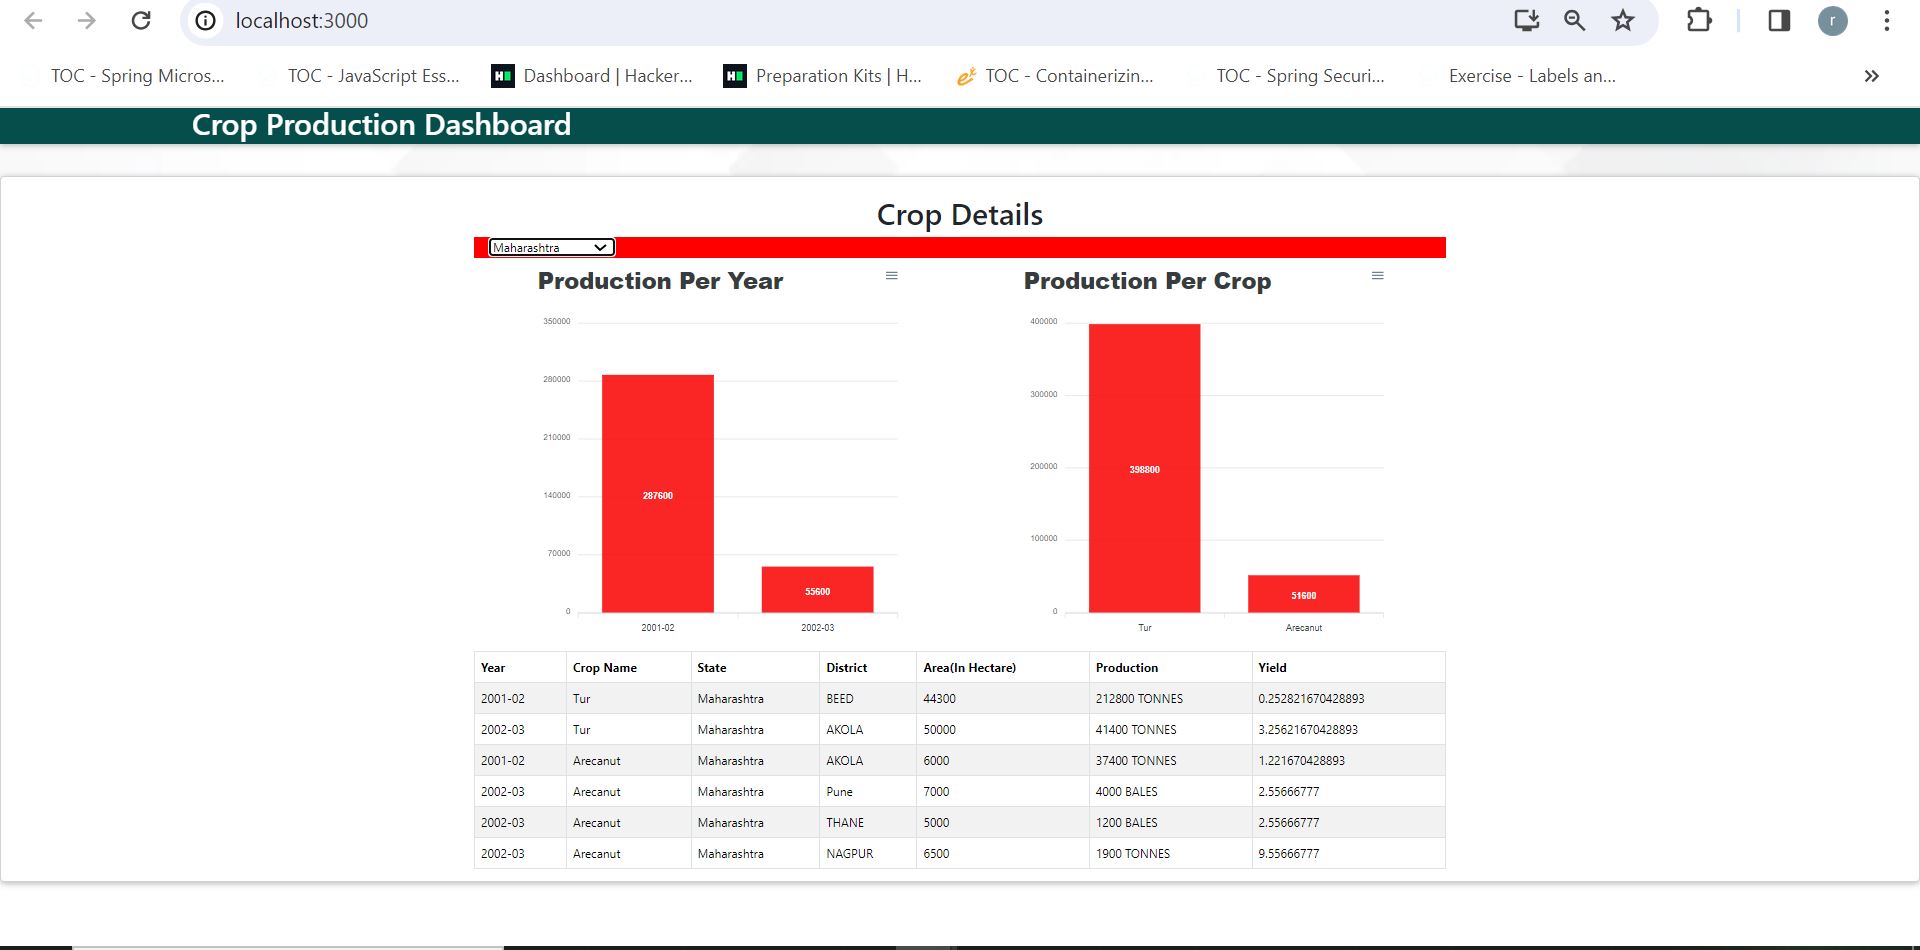 localhost:3000
r
TOC - Spring Micros... TOC - JavaScript Ess... Dashboard | Hacker... Preparation Kits | H... TOC - Containerizin... TOC - Spring Securi... Exercise - Labels an...
Crop Production Dashboard
Crop Details
Maharashtra
Production Per Year
350000
280000
210000
140000
70000
0
287600
55600
2001-02 2002-03
Production Per Crop
400000
300000
200000
100000
0
398800
51600
Tur Arecanut
Year Crop Name State District Area(In Hectare) Production Yield
2001-02 Tur Maharashtra BEED 44300 212800 TONNES 0.252821670428893
2002-03 Tur Maharashtra AKOLA 50000 41400 TONNES 3.25621670428893
2001-02 Arecanut Maharashtra AKOLA 6000 37400 TONNES 1.221670428893
2002-03 Arecanut Maharashtra Pune 7000 4000 BALES 2.55666777
2002-03 Arecanut Maharashtra THANE 5000 1200 BALES 2.55666777
2002-03 Arecanut Maharashtra NAGPUR 6500 1900 TONNES 9.55666777